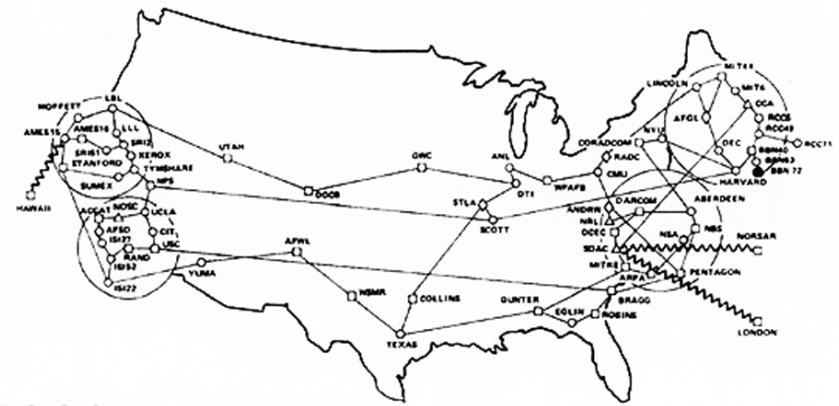 MOFFETT
LBL
AMES15
AMES16
LLL
SRI2
SRI51
XEROX
STANFORD
TYMSHARE
SUMEX
NPS
HAWAII
ACCAT
NOSC
UCLA
AFSD
ISI27
CIT
RAND
USC
ISI52
ISI22
UTAH
DOCB
GWC
ANL
DTI
WPAFB
STLA
SCOTT
AFWL
YUMA
WSMR
COLLINS
TEXAS
GUNTER
EGLIN
ROBINS
BRAGG
LINCOLN
MIT44
MIT6
CCA
AFGL
RCC5
RCC49
RCC71
DEC
BBN40
BBN63
BBN 72
HARVARD
NYU
CORADCOM
RADC
CMU
ANDRW
DARCOM
ABERDEEN
NRL
DCEC
NSA
NBS
SDAC
NORSAR
MITRE
ARPA
PENTAGON
LONDON